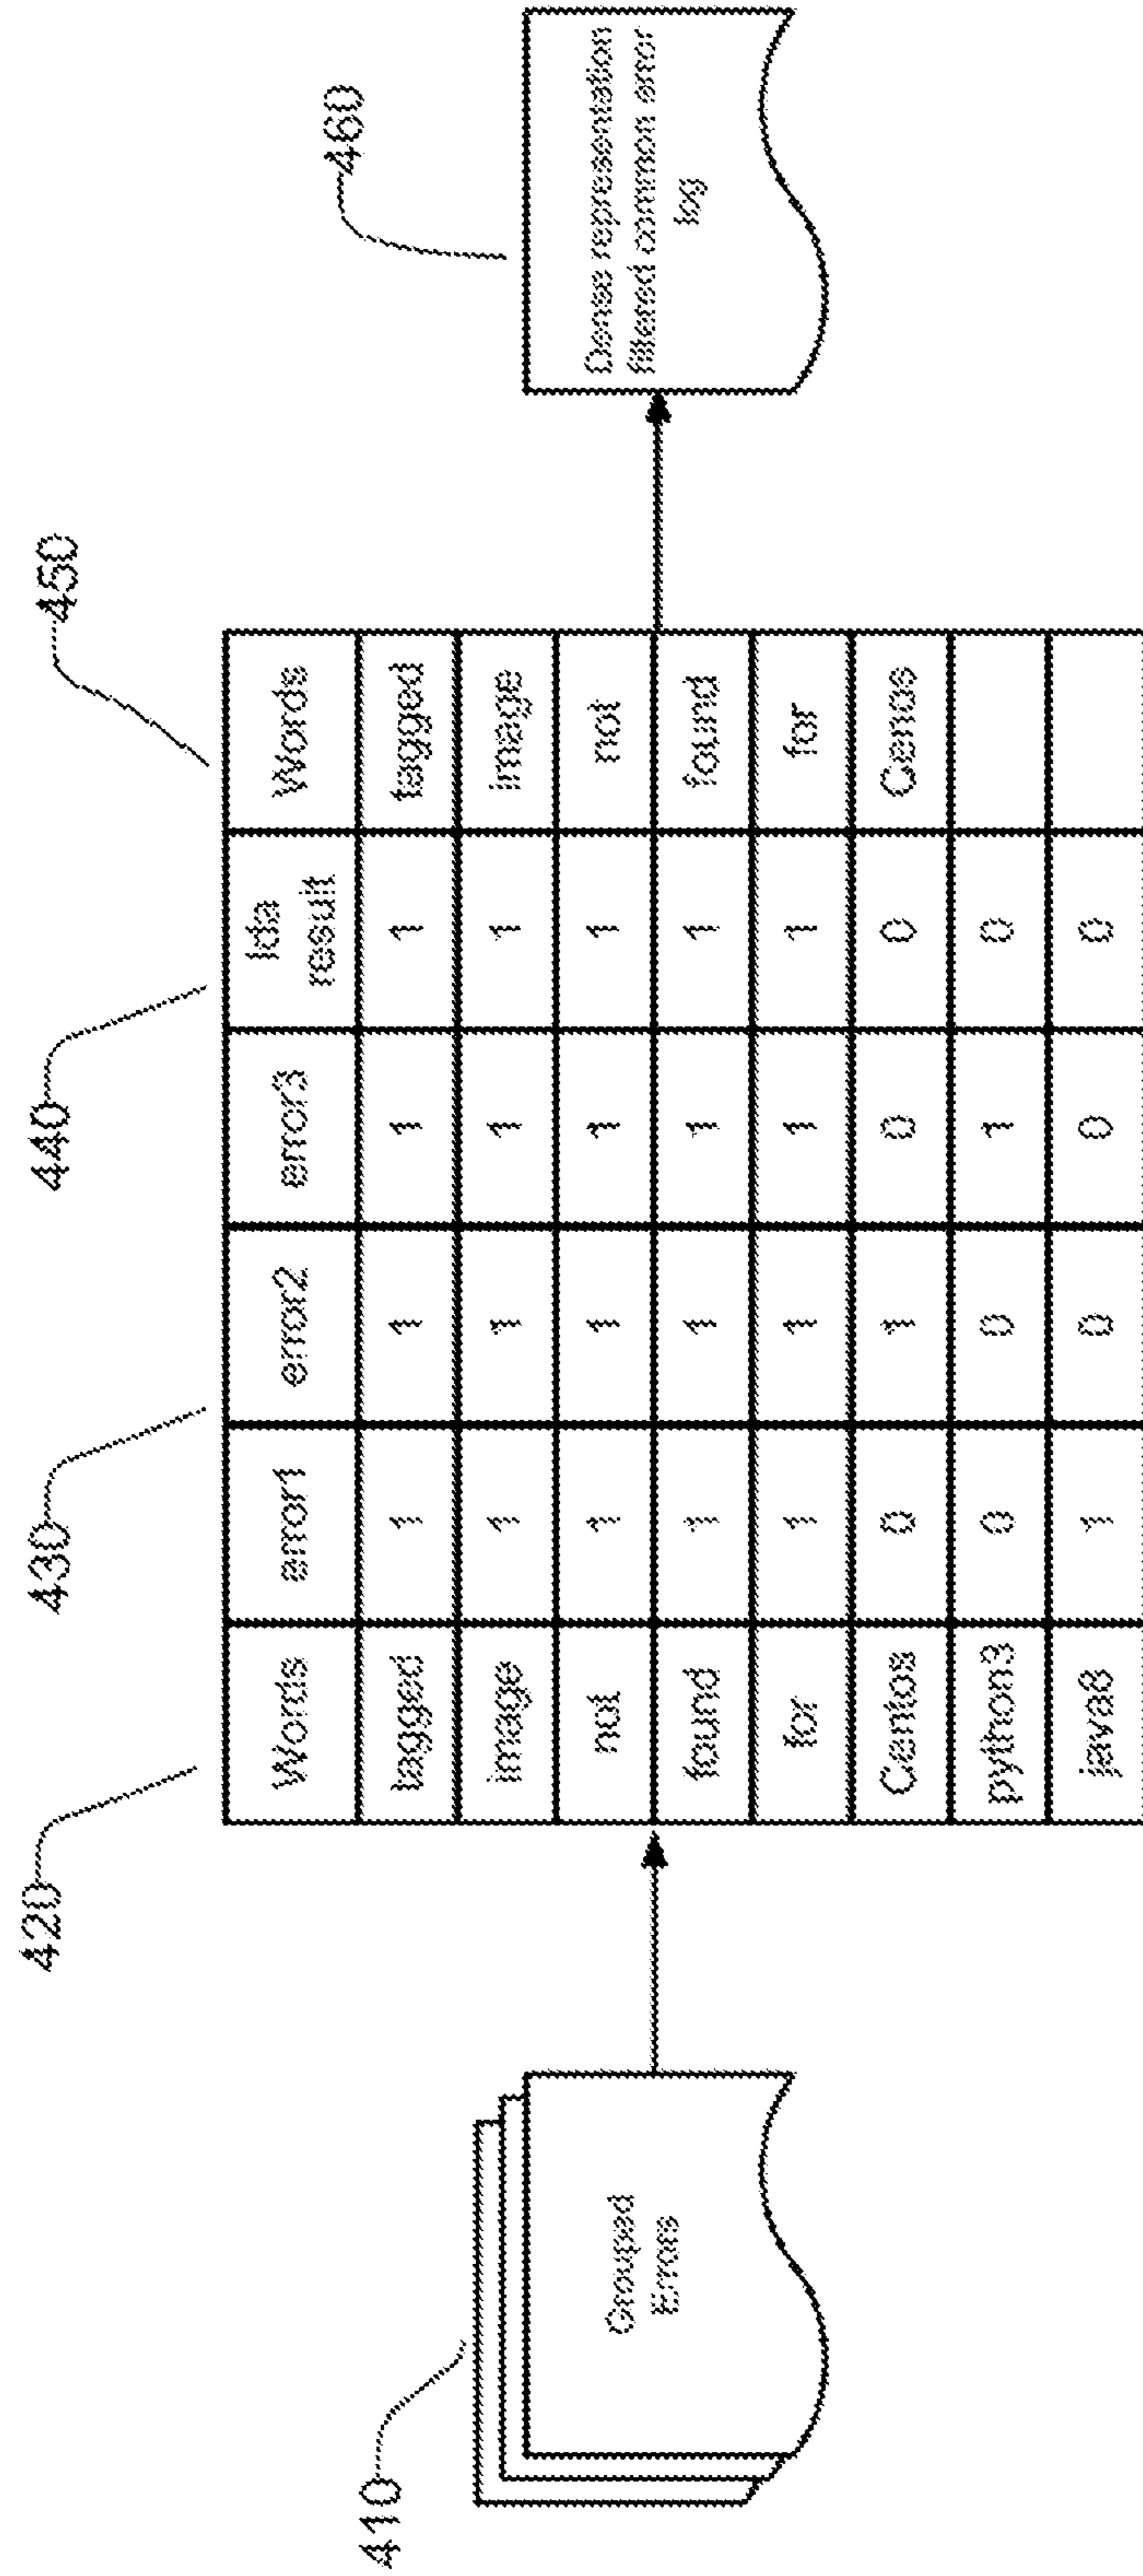 410
420
430
440
450
460
Grouped
Errors
Words error1 error2 error3 lda
result Words
tagged 1 1 1 1 tagged
image 1 1 1 1 image
not 1 1 1 1 not
found 1 1 1 1 found
for 1 1 1 1 for
Centos 0 1 0 0 Cenos
python3 0 0 1 0
java8 1 0 0 0
Dense representation
filtered common error
log